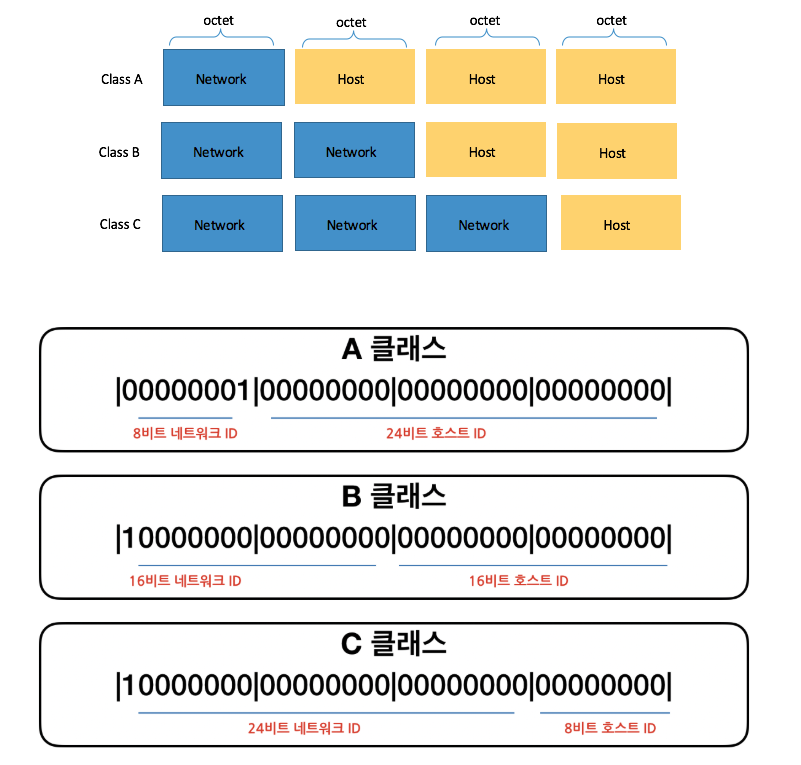 octet octet octet octet
Class A Network Host Host Host
Class B Network Network Host Host
Class C Network Network Network Host
A 클래스
|00000001|00000000|00000000|00000000|
8비트 네트워크 ID 24비트 호스트 ID
B 클래스
|10000000|00000000|00000000|00000000|
16비트 네트워크 ID 16비트 호스트 ID
C 클래스
|10000000|00000000|00000000|00000000|
24비트 네트워크 ID 8비트 호스트 ID